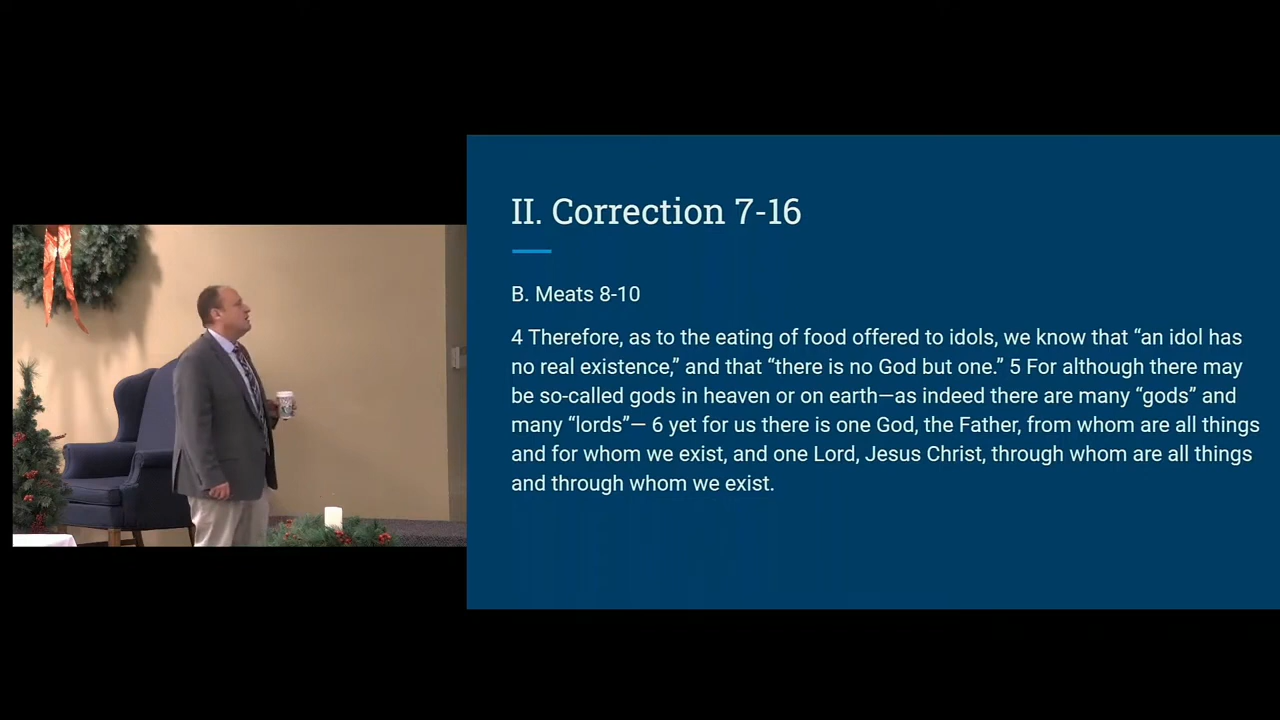 II. Correction 7-16
B. Meats 8-10
4 Therefore, as to the eating of food offered to idols, we know that “an idol has
no real existence,” and that “there is no God but one.” 5 For although there may
be so-called gods in heaven or on earth—as indeed there are many “gods” and
many “lords”— 6 yet for us there is one God, the Father, from whom are all things
and for whom we exist, and one Lord, Jesus Christ, through whom are all things
and through whom we exist.